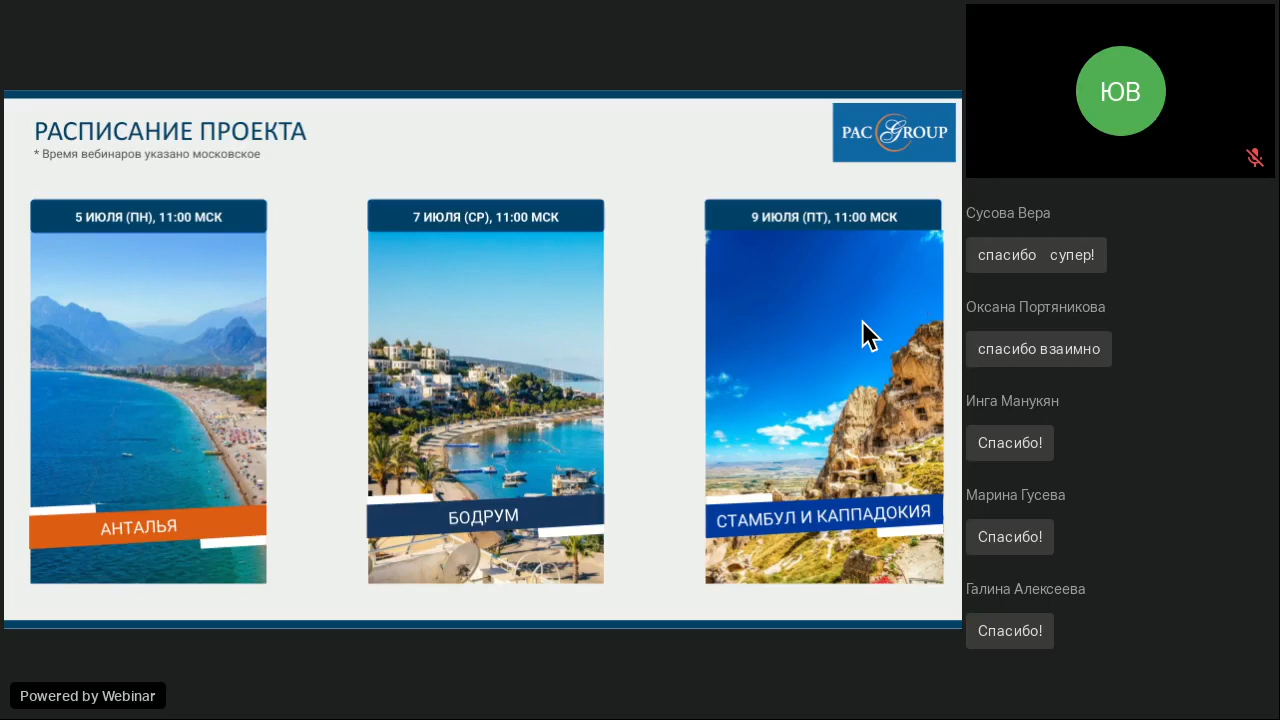 РАСПИСАНИЕ ПРОЕКТА
* Время вебинаров указано московское
PAC GROUP
5 ИЮЛЯ (ПН), 11:00 МСК
7 ИЮЛЯ (СР), 11:00 МСК
9 ИЮЛЯ (ПТ), 11:00 МСК
АНТАЛЬЯ
БОДРУМ
СТАМБУЛ И КАППАДОКИЯ
ЮВ
Сусова Вера
спасибо супер!
Оксана Портяникова
спасибо взаимно
Инга Манукян
Спасибо!
Марина Гусева
Спасибо!
Галина Алексеева
Спасибо!
Powered by Webinar